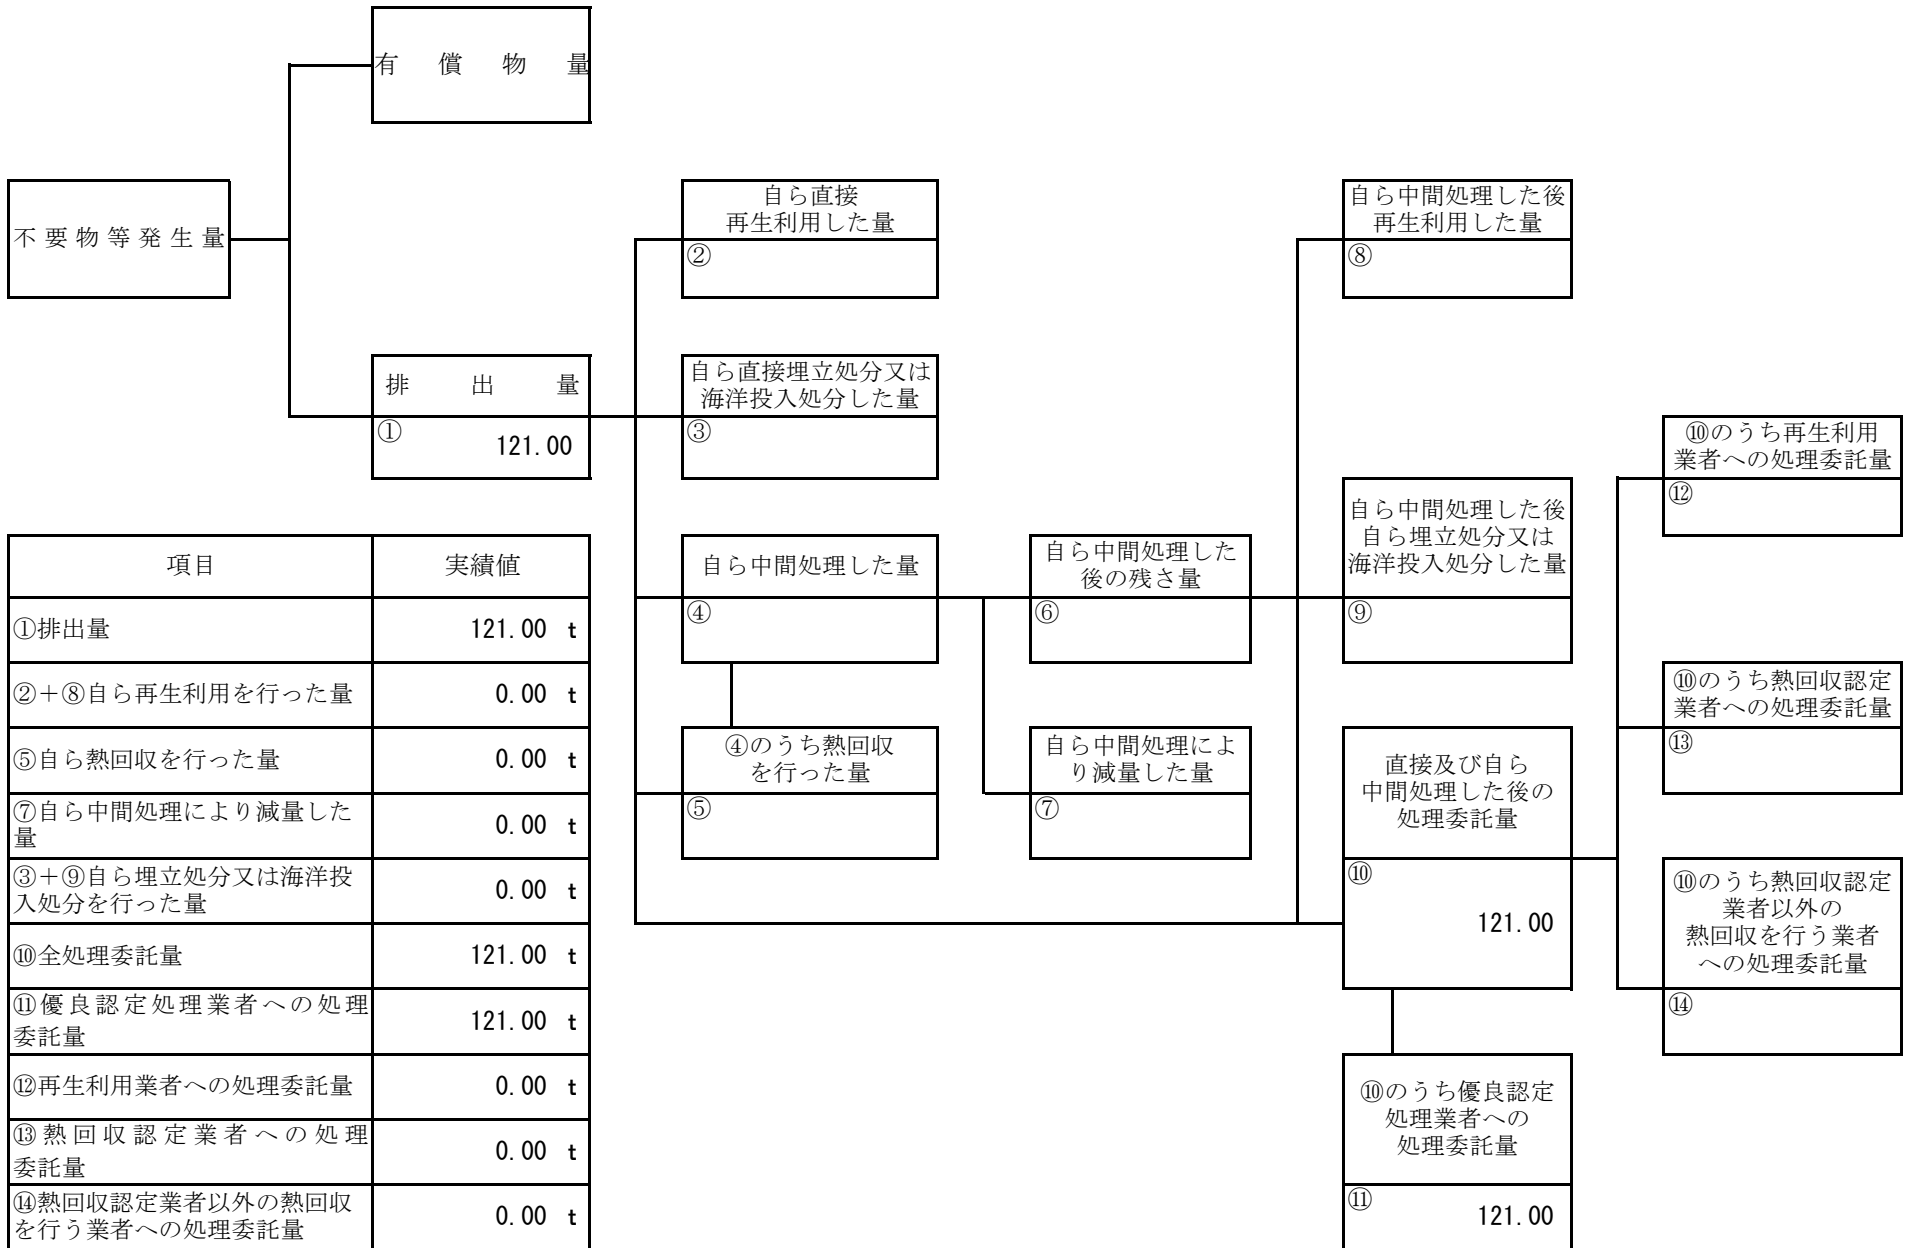 有償物量
不要物等発生量
排出量
①
121.00
自ら直接
再生利用した量
②
自ら直接埋立処分又は
海洋投入処分した量
③
自ら中間処理した量
④
④のうち熱回収
を行った量
⑤
自ら中間処理した
後の残さ量
⑥
自ら中間処理によ
り減量した量
⑦
自ら中間処理した後
再生利用した量
⑧
自ら中間処理した後
自ら埋立処分又は
海洋投入処分した量
⑨
直接及び自ら
中間処理した後の
処理委託量
⑩
121.00
⑩のうち優良認定
処理業者への
処理委託量
⑪
121.00
⑩のうち再生利用
業者への処理委託量
⑫
⑩のうち熱回収認定
業者への処理委託量
⑬
⑩のうち熱回収認定
業者以外の
熱回収を行う業者
への処理委託量
⑭
項目 実績値
①排出量 121.00 t
②＋⑧自ら再生利用を行った量 0.00 t
⑤自ら熱回収を行った量 0.00 t
⑦自ら中間処理により減量した
量 0.00 t
③＋⑨自ら埋立処分又は海洋投
入処分を行った量 0.00 t
⑩全処理委託量 121.00 t
⑪優良認定処理業者への処理
委託量 121.00 t
⑫再生利用業者への処理委託量 0.00 t
⑬熱回収認定業者への処理
委託量 0.00 t
⑭熱回収認定業者以外の熱回収
を行う業者への処理委託量 0.00 t